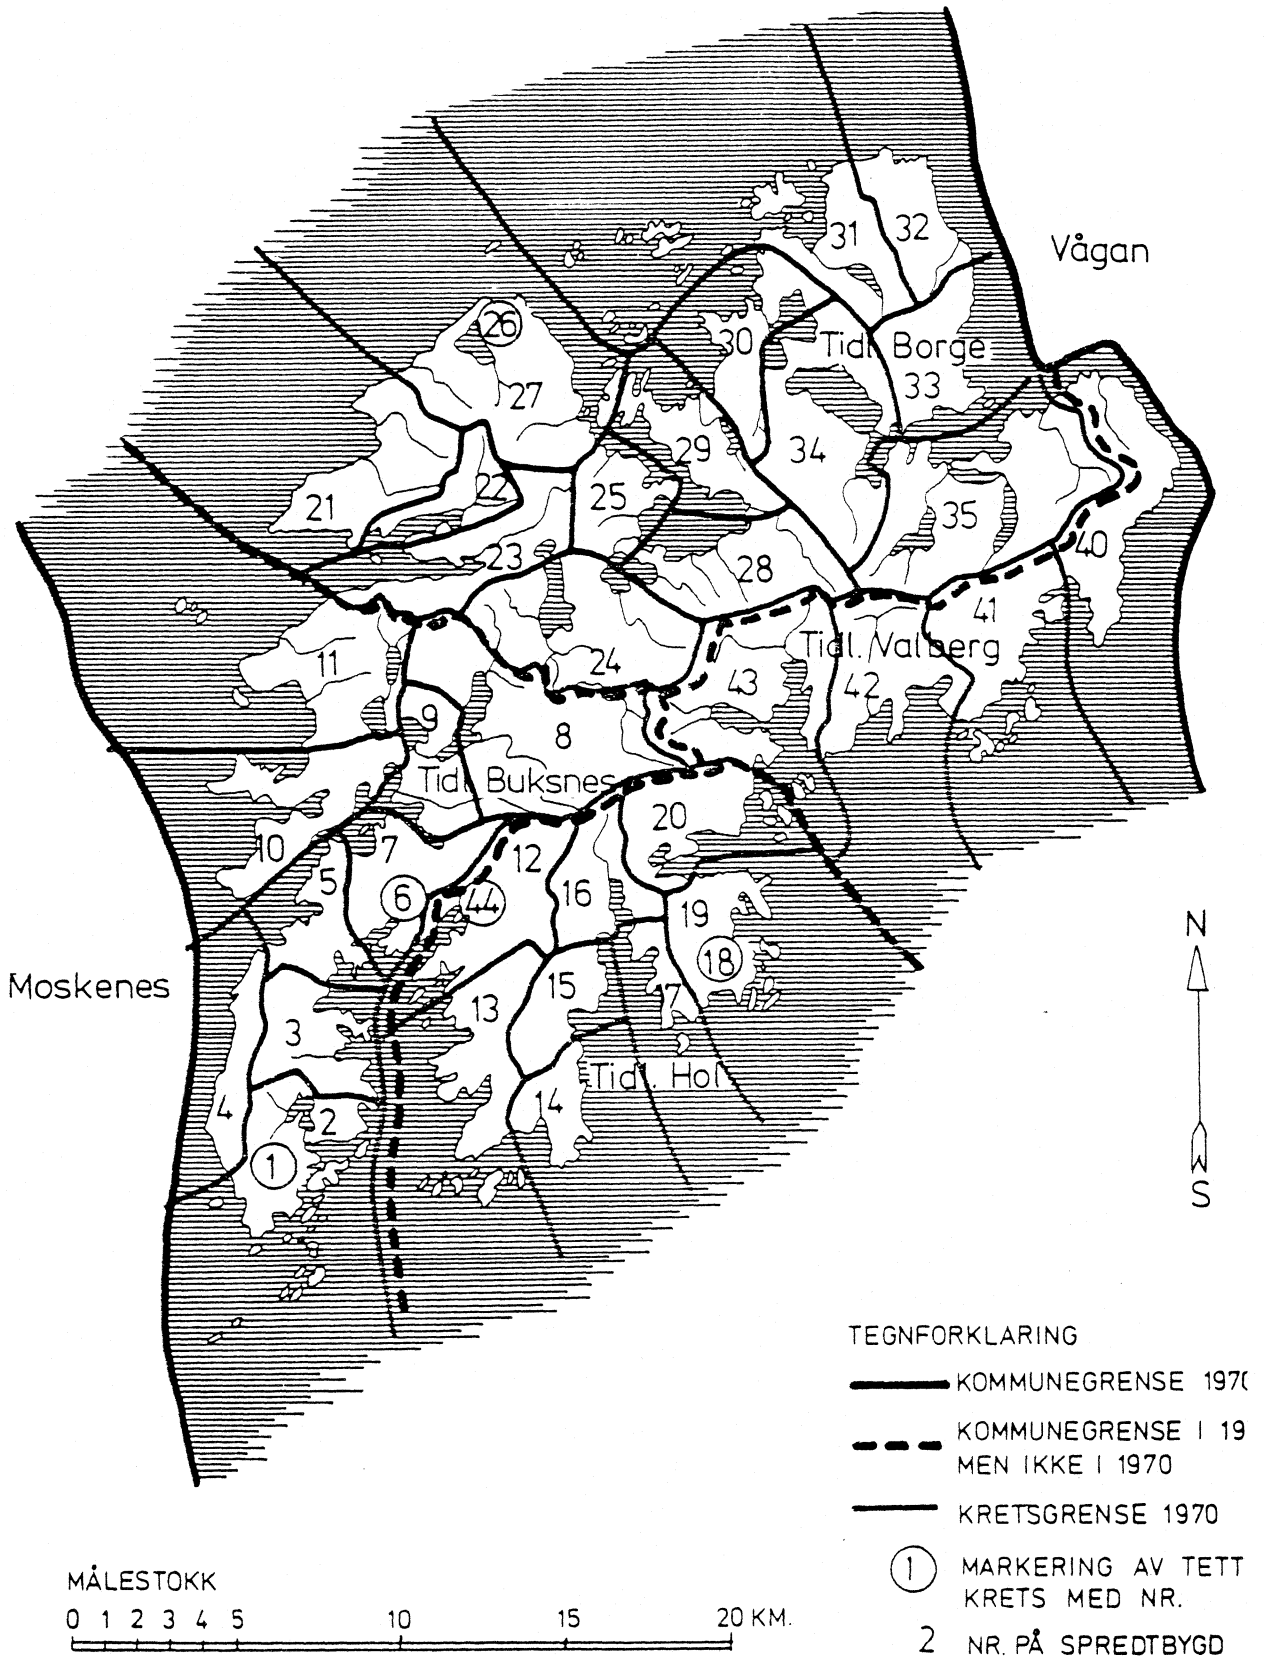 31
32
Vågan
26
30
Tidl. Borge
27
33
29
34
22
25
21
35
23
28
40
41
Tidl. Valberg
11
24
43
42
9
8
Tidl. Buksnes
20
10
7
12
5
6
44
16
19
18
Moskenes
15
17
13
3
Tidl. Hol
4
2
14
1
N
S
TEGNFORKLARING
KOMMUNEGRENSE 197
KOMMUNEGRENSE I 19
MEN IKKE I 1970
KRETSGRENSE 1970
1 MARKERING AV TETT
KRETS MED NR.
2 NR. PÅ SPREDTBYGD
MÅLESTOKK
0 1 2 3 4 5 10 15 20 KM.